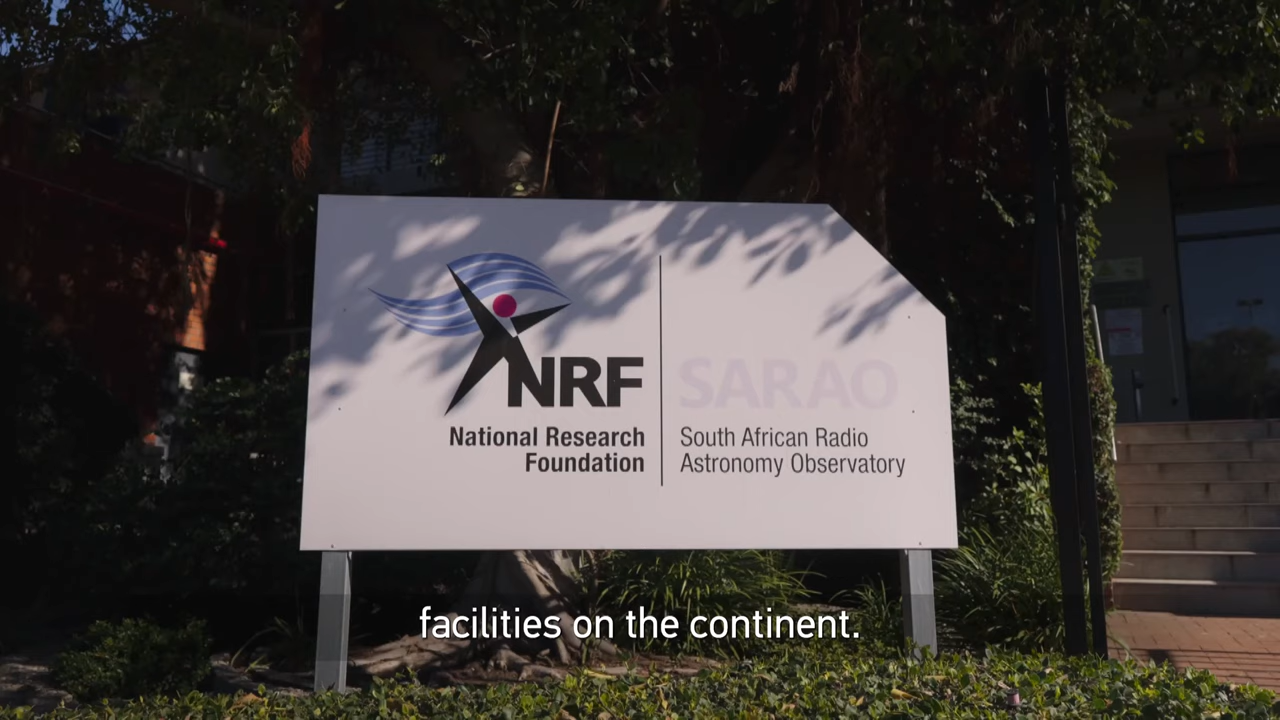 NRF
National Research
Foundation
SARAO
South African Radio
Astronomy Observatory
facilities on the continent.